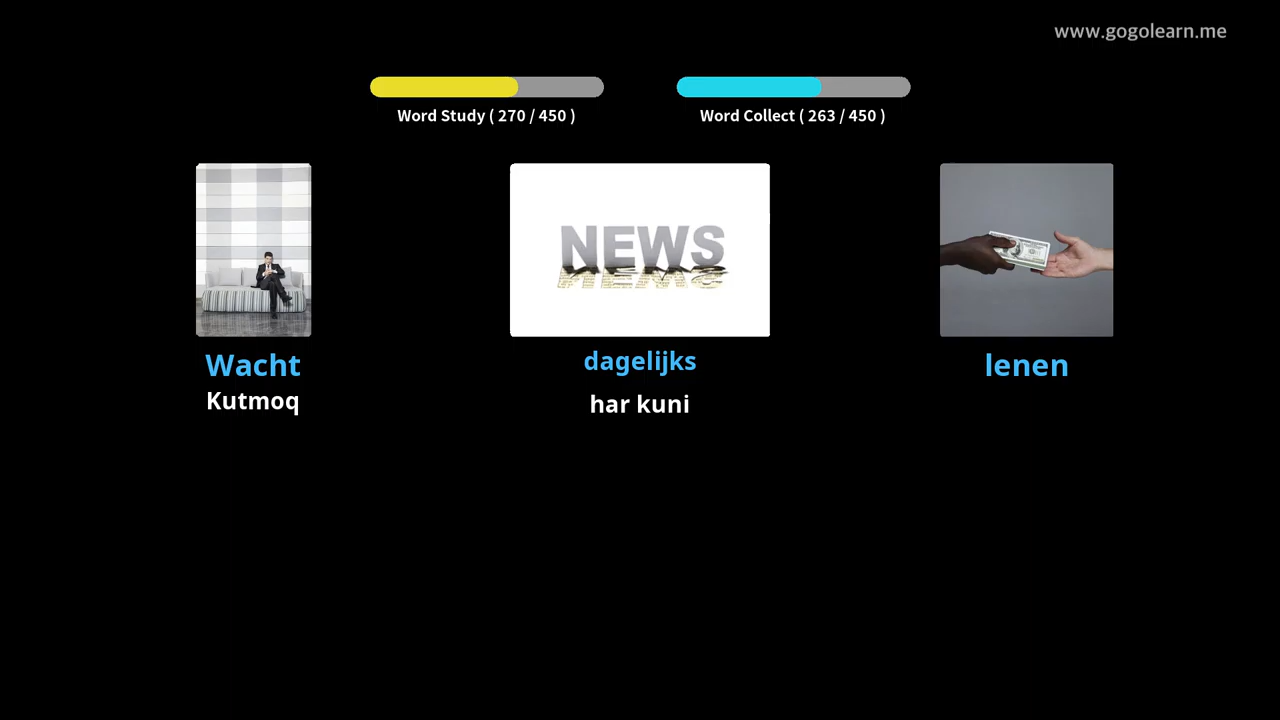 www.gogolearn.me
Word Study ( 270 / 450 )
Word Collect ( 263 / 450 )
NEWS
Wacht
Kutmoq
dagelijks
har kuni
lenen